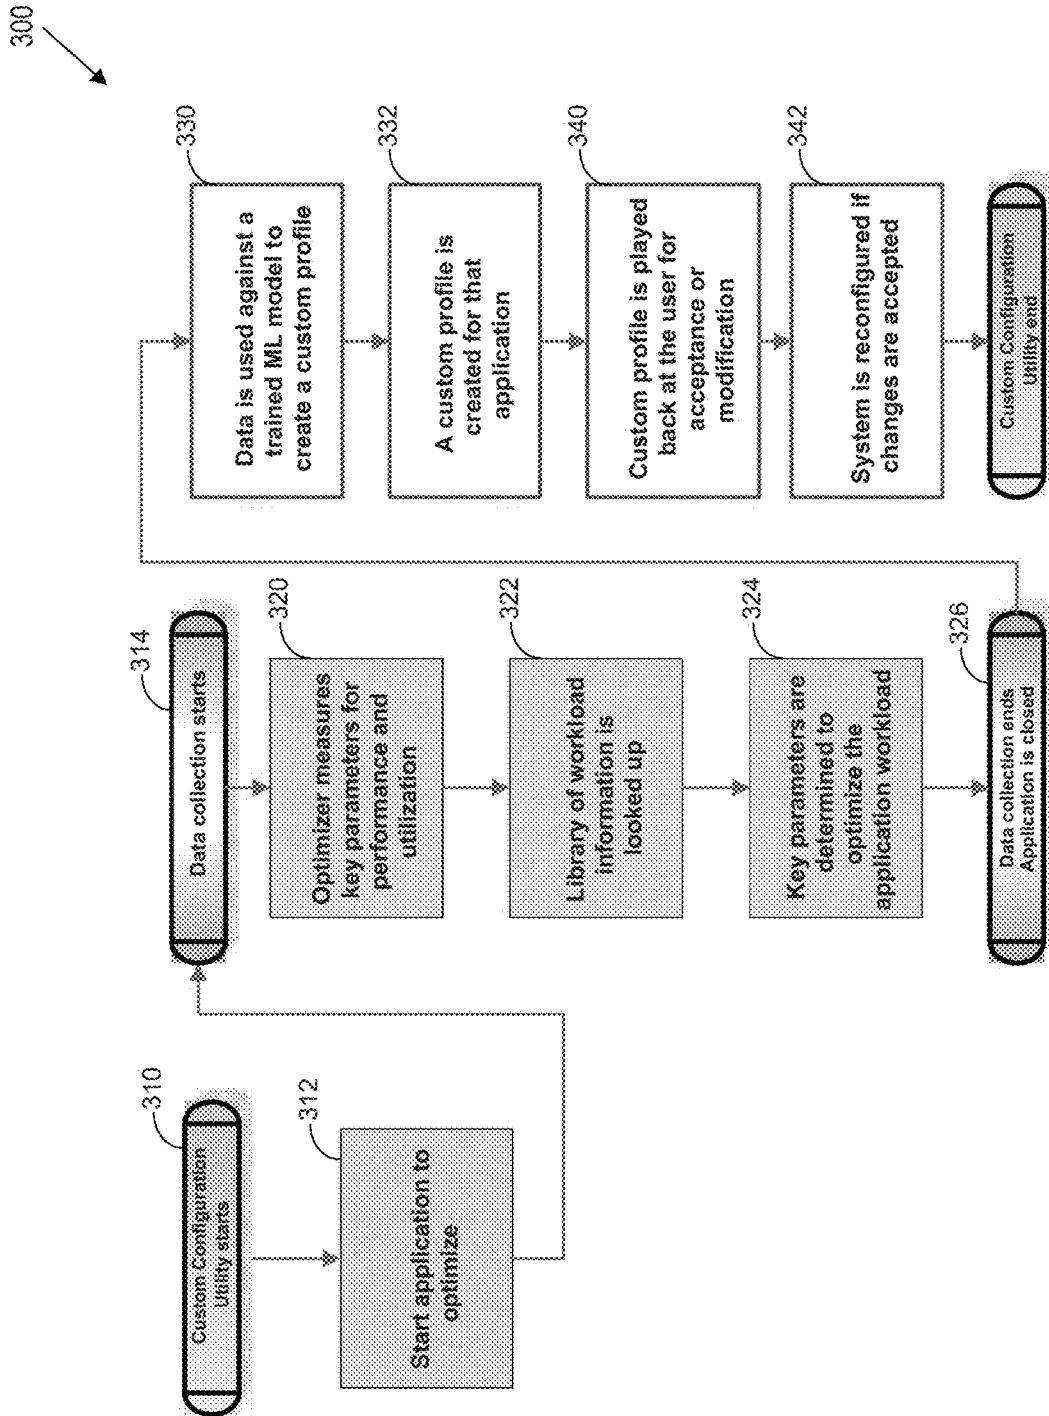 300
310
Custom Configuration
Utility starts
312
Start application to
optimize
314
Data collection starts
320
Optimizer measures
key parameters for
performance and
utilization
322
Library of workload
information is
looked up
324
Key parameters are
determined to
optimize the
application workload
326
Data collection ends
Application is closed
330
Data is used against a
trained ML model to
create a custom profile
332
A custom profile is
created for that
application
340
Custom profile is played
back at the user for
acceptance or
modification
342
System is reconfigured if
changes are accepted
Custom Configuration
Utility end